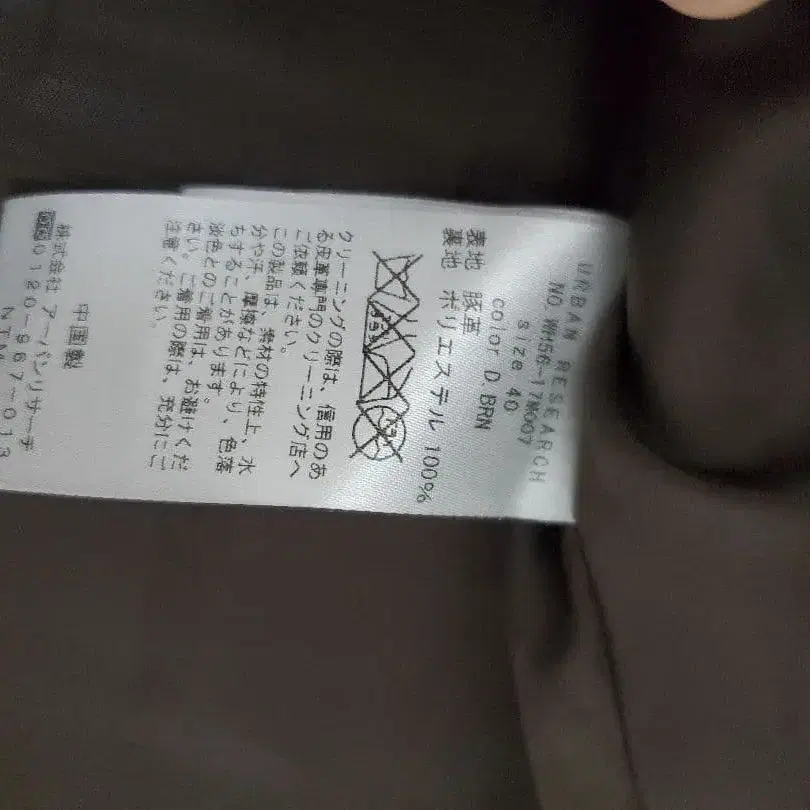 URBAN RESEARCH
NO.WH56-17M007
size 40
color D.BRN
表地 豚革
裏地 ポリエステル 100%
クリーニングの際は、信用のあ
る皮革専門のクリーニング店へ
ご依頼ください。
この製品は、素材の特性上、水
分や汗、摩擦などにより、色落
ちすることがあります。
淡色とのご着用は、お避けくだ
さい。ご着用の際は、充分にご
注意ください。
中国製
株式会社 アーバンリサーチ
0120-967-013